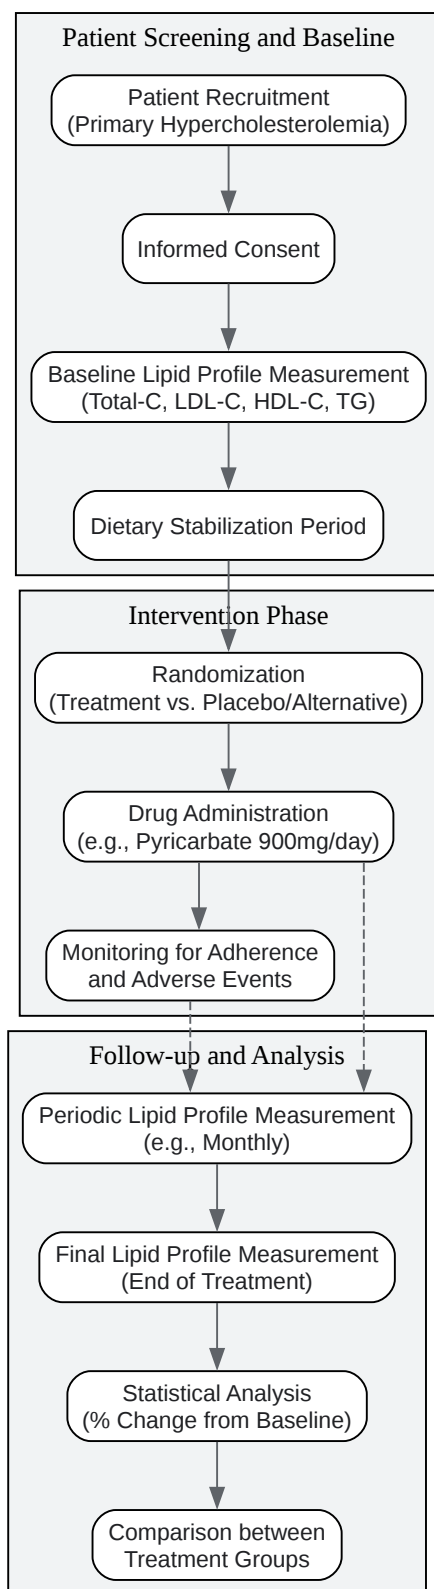 Patient Screening and Baseline
Patient Recruitment
(Primary Hypercholesterolemia)
Informed Consent
Baseline Lipid Profile Measurement
(Total-C, LDL-C, HDL-C, TG)
Dietary Stabilization Period
Intervention Phase
Randomization
(Treatment vs. Placebo/Alternative)
Drug Administration
(e.g., Pyricarbate 900mg/day)
Monitoring for Adherence
and Adverse Events
Follow-up and Analysis
Periodic Lipid Profile Measurement
(e.g., Monthly)
Final Lipid Profile Measurement
(End of Treatment)
Statistical Analysis
(% Change from Baseline)
Comparison between
Treatment Groups